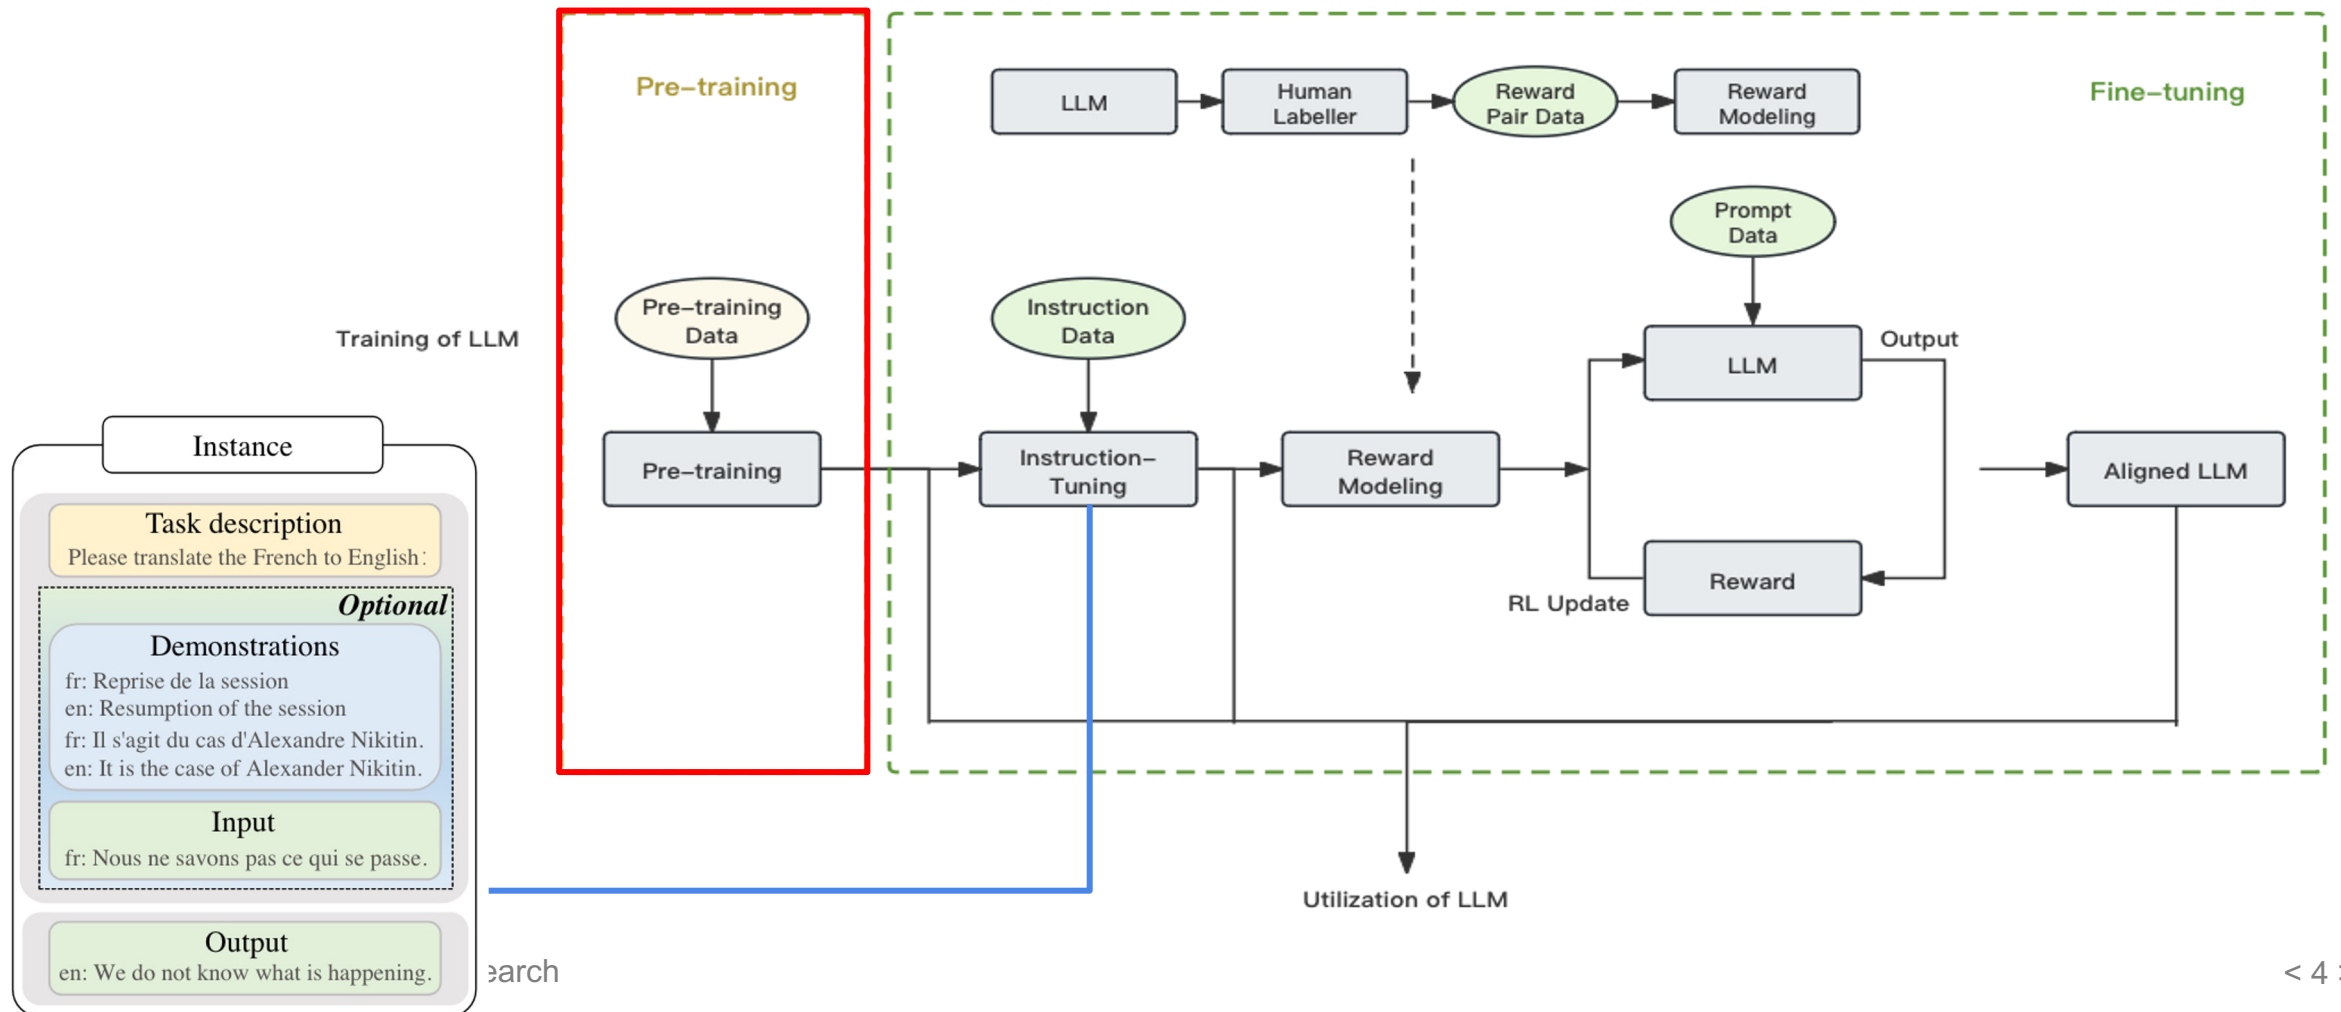 Pre-training
Fine-tuning
LLM
Human
Labeller
Reward
Pair Data
Reward
Modeling
Prompt
Data
Training of LLM
Pre-training
Data
Instruction
Data
LLM
Output
Pre-training
Instruction-
Tuning
Reward
Modeling
Aligned LLM
Reward
RL Update
Utilization of LLM
Instance
Task description
Please translate the French to English:
Optional
Demonstrations
fr: Reprise de la session
en: Resumption of the session
fr: Il s'agit du cas d'Alexandre Nikitin.
en: It is the case of Alexander Nikitin.
Input
fr: Nous ne savons pas ce qui se passe.
Output
en: We do not know what is happening.
< 4